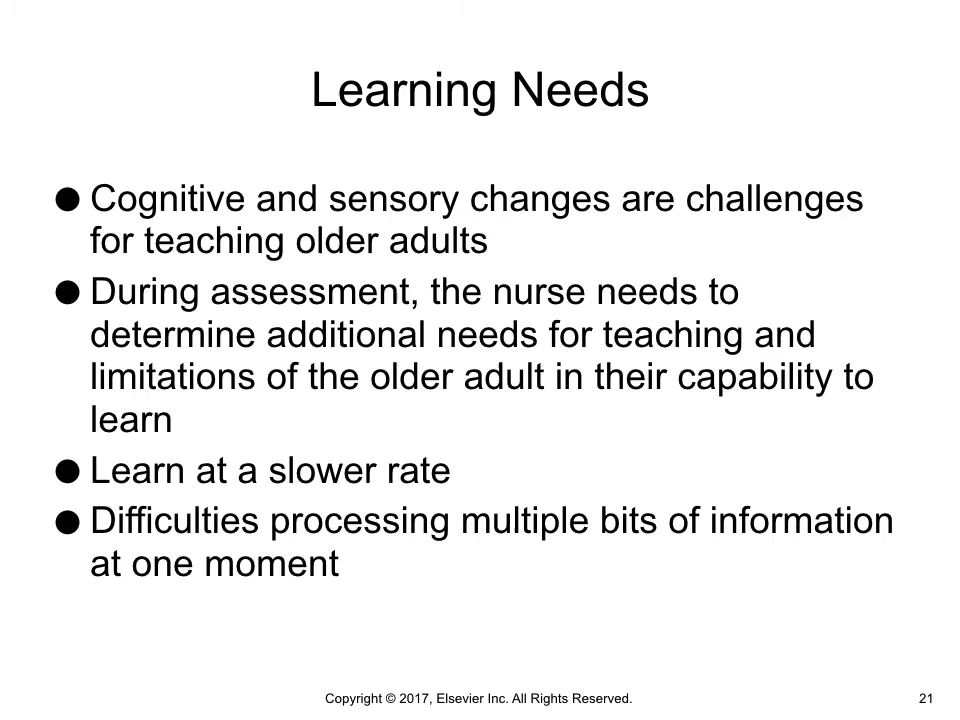 Learning Needs
● Cognitive and sensory changes are challenges
for teaching older adults
● During assessment, the nurse needs to
determine additional needs for teaching and
limitations of the older adult in their capability to
learn
● Learn at a slower rate
● Difficulties processing multiple bits of information
at one moment
Copyright © 2017, Elsevier Inc. All Rights Reserved.
21